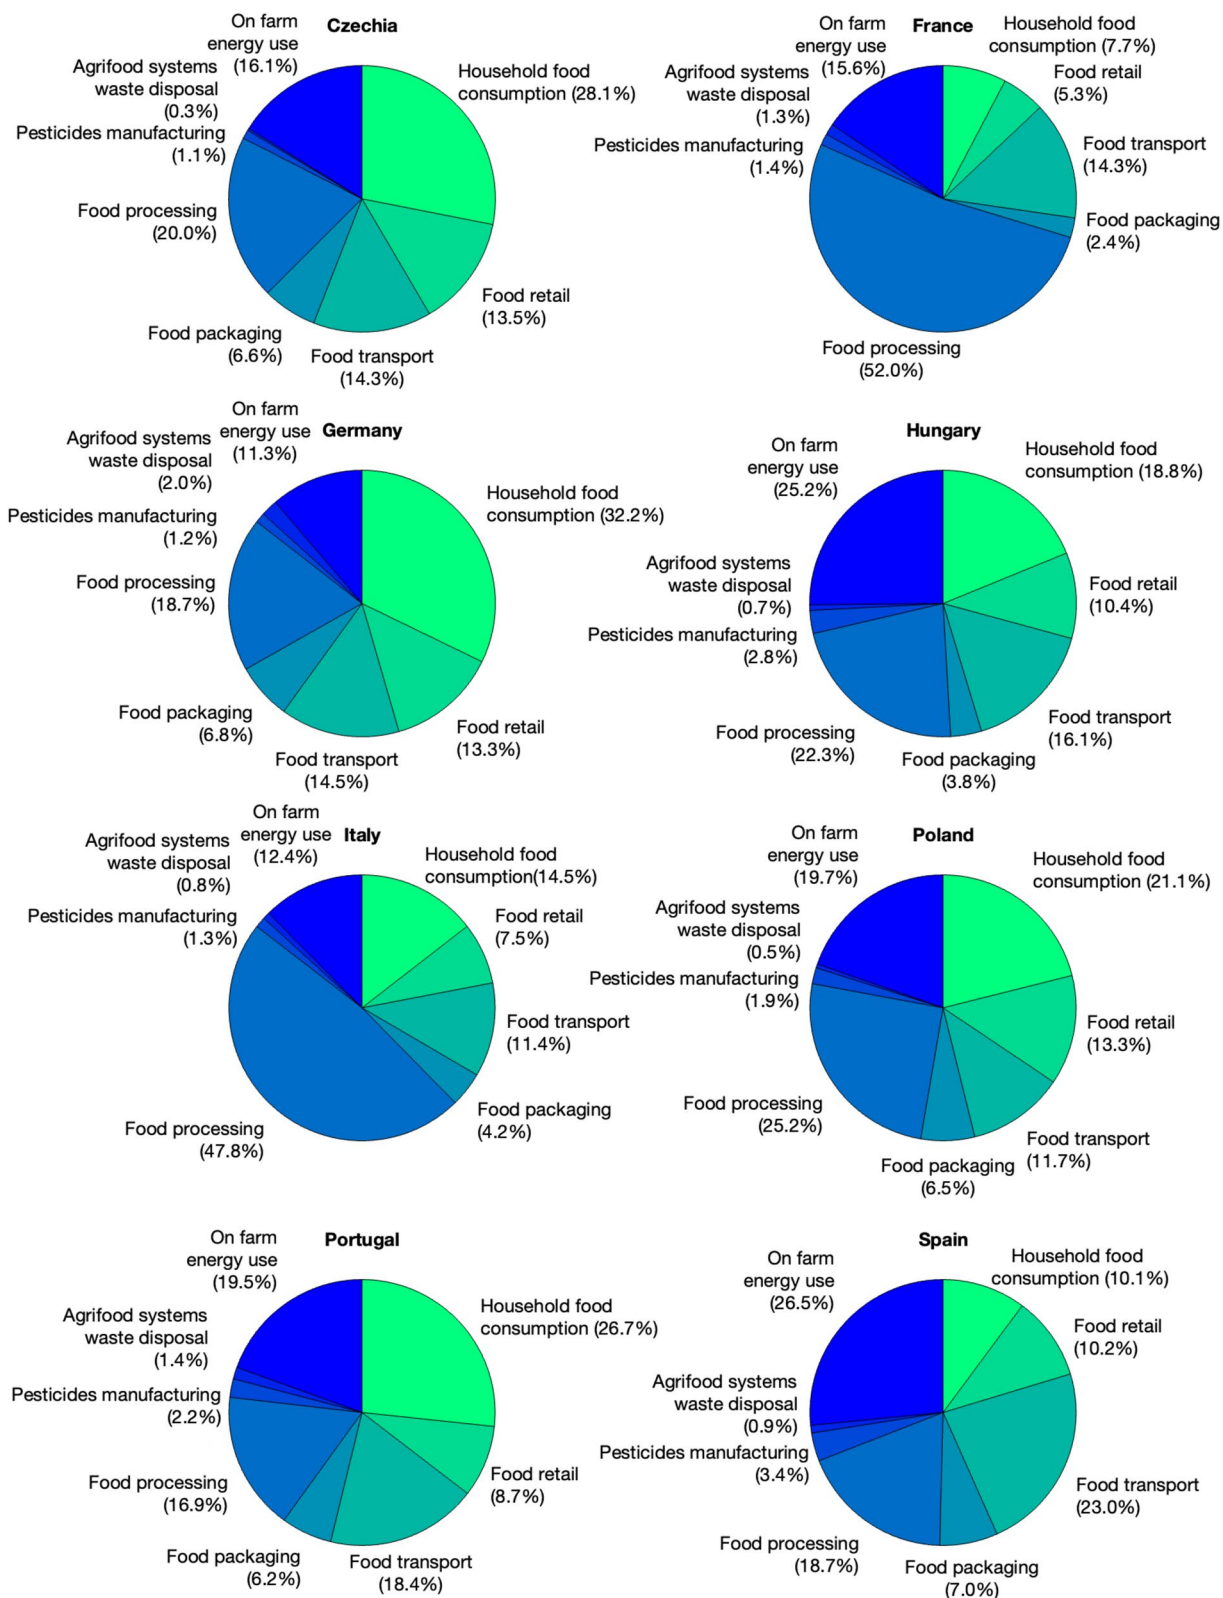 Czechia
On farm
energy use
(16.1%)
Agrifood systems
waste disposal
(0.3%)
Pesticides manufacturing
(1.1%)
Food processing
(20.0%)
Food packaging
(6.6%)
Food transport
(14.3%)
Food retail
(13.5%)
Household food
consumption (28.1%)
France
On farm
energy use
(15.6%)
Agrifood systems
waste disposal
(1.3%)
Pesticides manufacturing
(1.4%)
Food processing
(52.0%)
Food packaging
(2.4%)
Food transport
(14.3%)
Food retail
(5.3%)
Household food
consumption (7.7%)
Germany
On farm
energy use
(11.3%)
Agrifood systems
waste disposal
(2.0%)
Pesticides manufacturing
(1.2%)
Food processing
(18.7%)
Food packaging
(6.8%)
Food transport
(14.5%)
Food retail
(13.3%)
Household food
consumption (32.2%)
Hungary
On farm
energy use
(25.2%)
Agrifood systems
waste disposal
(0.7%)
Pesticides manufacturing
(2.8%)
Food processing
(22.3%)
Food packaging
(3.8%)
Food transport
(16.1%)
Food retail
(10.4%)
Household food
consumption (18.8%)
Italy
On farm
energy use
(12.4%)
Agrifood systems
waste disposal
(0.8%)
Pesticides manufacturing
(1.3%)
Food processing
(47.8%)
Food packaging
(4.2%)
Food transport
(11.4%)
Food retail
(7.5%)
Household food
consumption(14.5%)
Poland
On farm
energy use
(19.7%)
Agrifood systems
waste disposal
(0.5%)
Pesticides manufacturing
(1.9%)
Food processing
(25.2%)
Food packaging
(6.5%)
Food transport
(11.7%)
Food retail
(13.3%)
Household food
consumption (21.1%)
Portugal
On farm
energy use
(19.5%)
Agrifood systems
waste disposal
(1.4%)
Pesticides manufacturing
(2.2%)
Food processing
(16.9%)
Food packaging
(6.2%)
Food transport
(18.4%)
Food retail
(8.7%)
Household food
consumption (26.7%)
Spain
On farm
energy use
(26.5%)
Agrifood systems
waste disposal
(0.9%)
Pesticides manufacturing
(3.4%)
Food processing
(18.7%)
Food packaging
(7.0%)
Food transport
(23.0%)
Food retail
(10.2%)
Household food
consumption (10.1%)